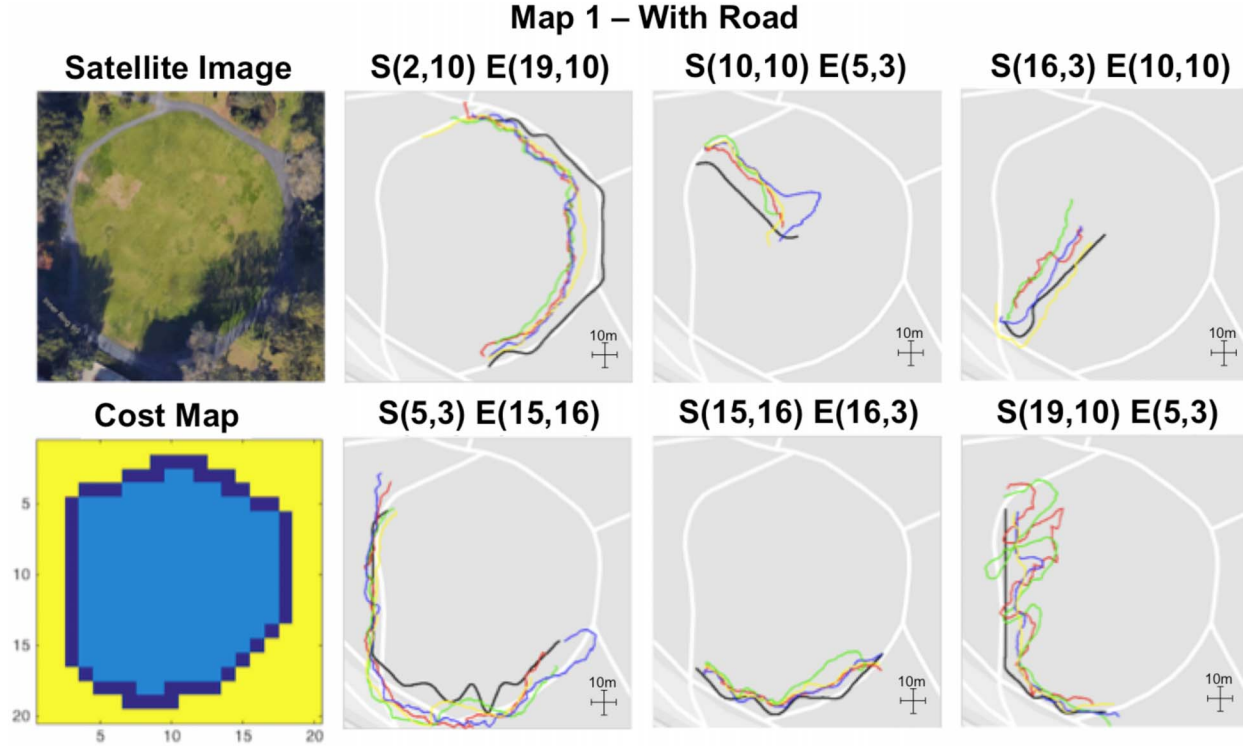 Map 1 – With Road
Satellite Image
S(2,10) E(19,10)
S(10,10) E(5,3)
S(16,3) E(10,10)
10m
10m
10m
Cost Map
S(5,3) E(15,16)
S(15,16) E(16,3)
S(19,10) E(5,3)
5
10
15
20
5
10
15
20
10m
10m
10m